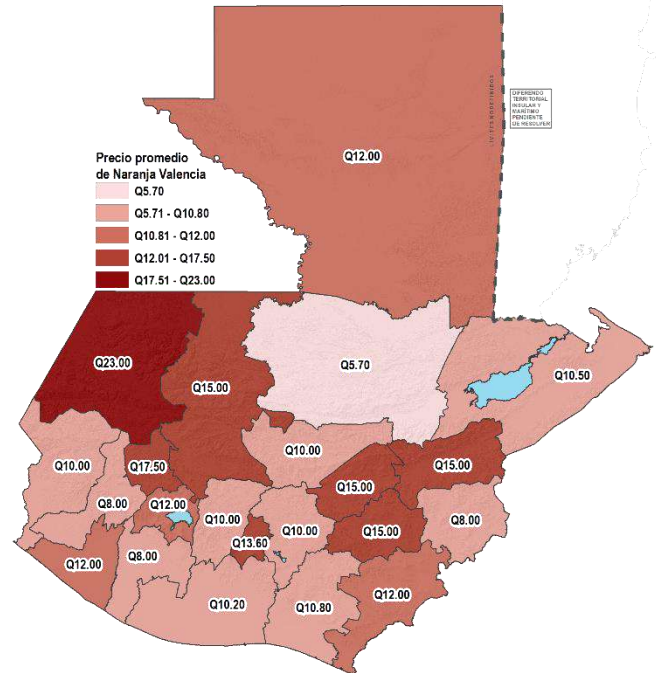 DIFERENDO
TERRITORIAL
INSULAR Y
MARÍTIMO
PENDIENTE
DE RESOLVER
Q12.00
Precio promedio
de Naranja Valencia
Q5.70
Q5.71 - Q10.80
Q10.81 - Q12.00
Q12.01 - Q17.50
Q17.51 - Q23.00
Q23.00
Q15.00
Q5.70
Q10.50
Q10.00
Q10.00
Q17.50
Q15.00
Q15.00
Q8.00
Q12.00
Q10.00
Q10.00
Q8.00
Q13.60
Q15.00
Q12.00
Q8.00
Q10.20
Q10.80
Q12.00